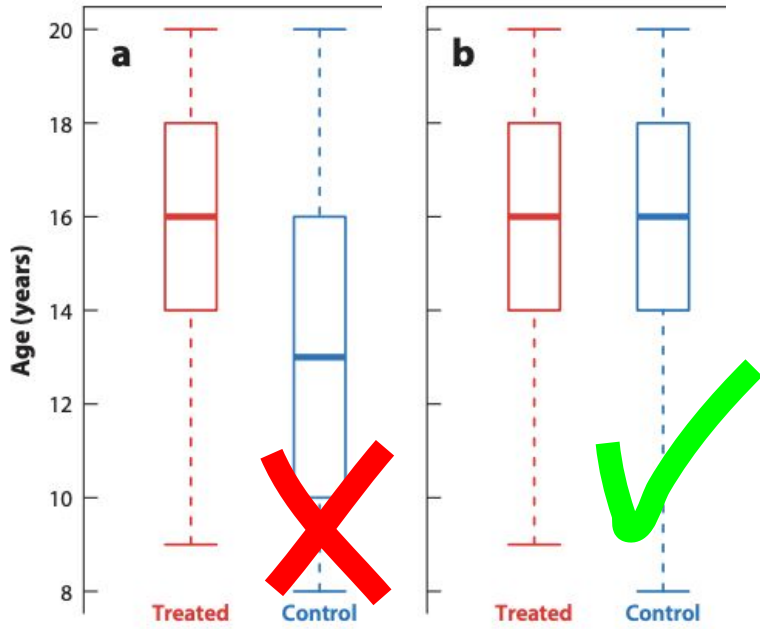 a
b
Age (years)
20
18
16
14
12
10
8
Treated
Control
Treated
Control